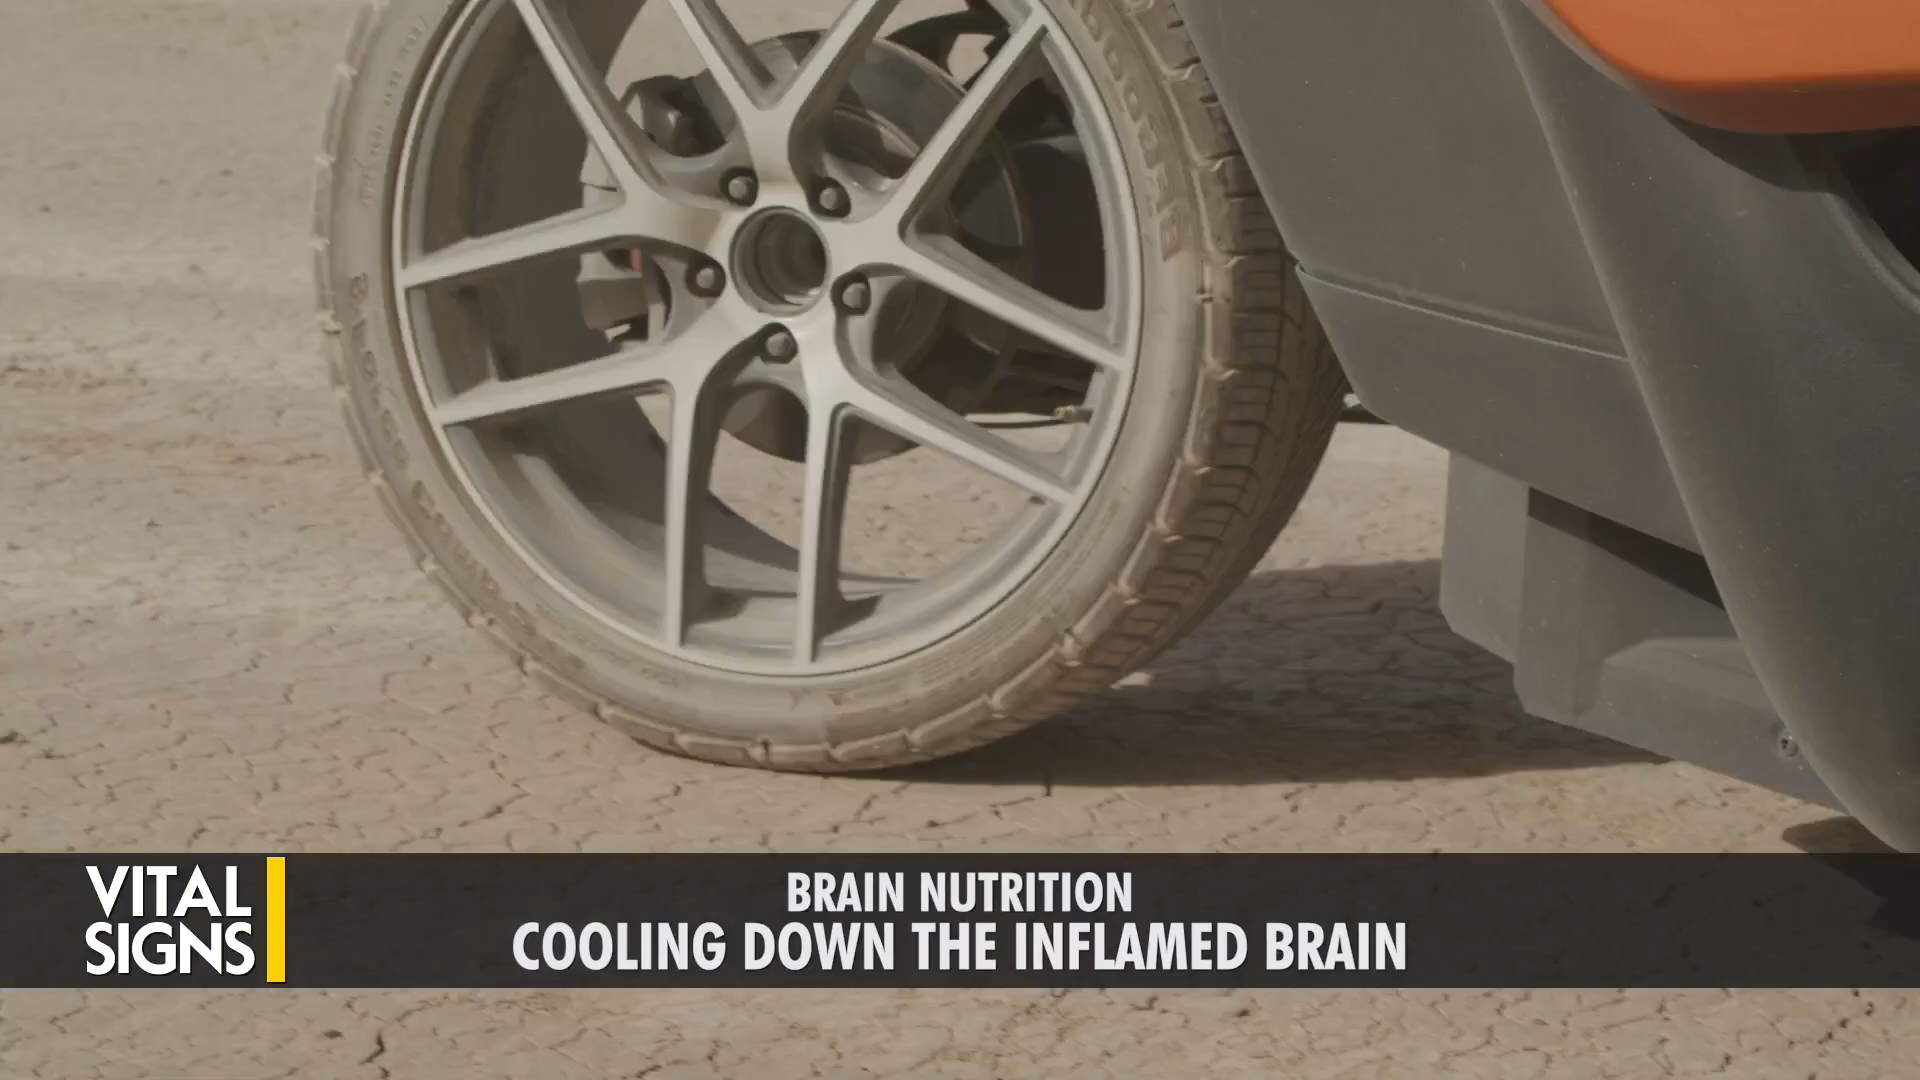 VITAL
SIGNS
BRAIN NUTRITION
COOLING DOWN THE INFLAMED BRAIN